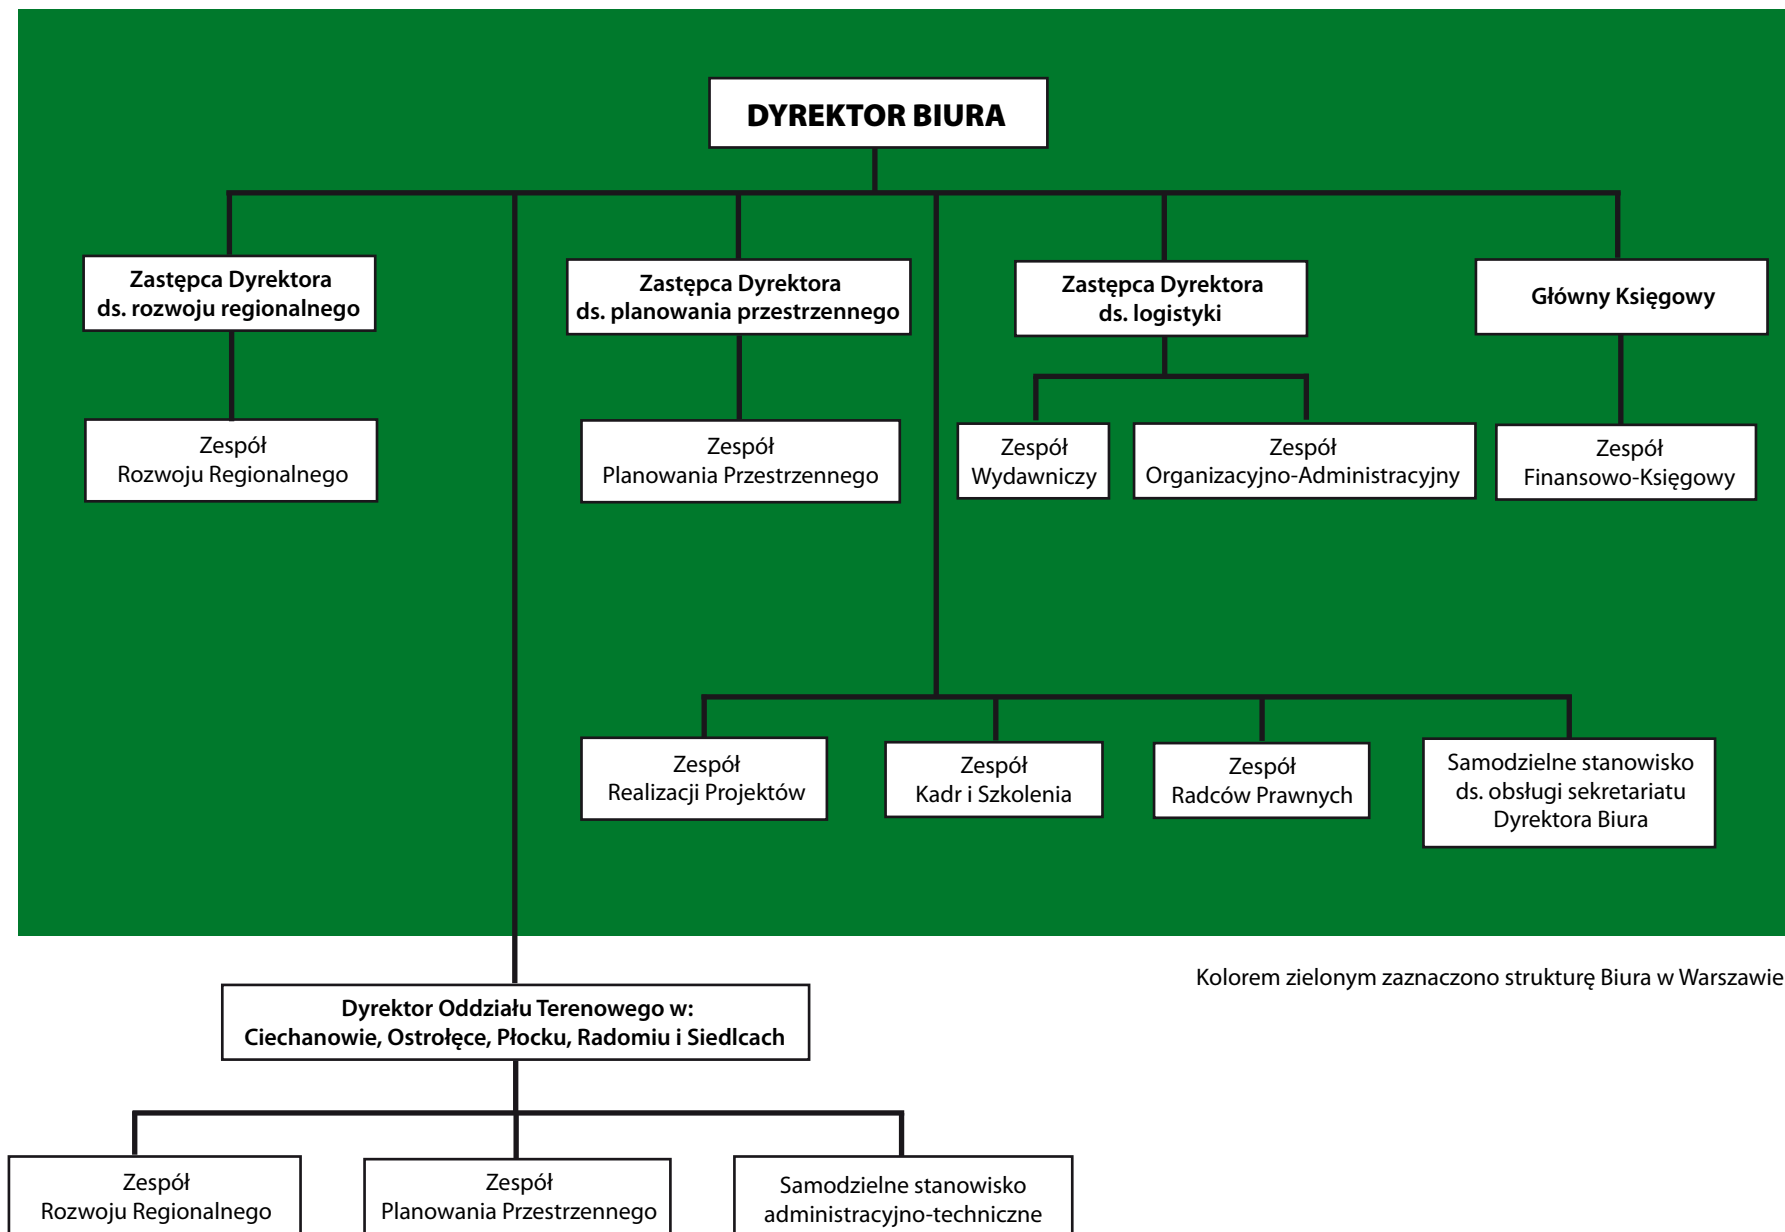 DYREKTOR BIURA
Zastępca Dyrektora
ds. rozwoju regionalnego
Zastępca Dyrektora
ds. planowania przestrzennego
Zastępca Dyrektora
ds. logistyki
Główny Księgowy
Zespół
Rozwoju Regionalnego
Zespół
Planowania Przestrzennego
Zespół
Wydawniczy
Zespół
Organizacyjno-Administracyjny
Zespół
Finansowo-Księgowy
Zespół
Realizacji Projektów
Zespół
Kadr i Szkolenia
Zespół
Radców Prawnych
Samodzielne stanowisko
ds. obsługi sekretariatu
Dyrektora Biura
Kolorem zielonym zaznaczono strukturę Biura w Warszawie
Dyrektor Oddziału Terenowego w:
Ciechanowie, Ostrołęce, Płocku, Radomiu i Siedlcach
Zespół
Rozwoju Regionalnego
Zespół
Planowania Przestrzennego
Samodzielne stanowisko
administracyjno-techniczne